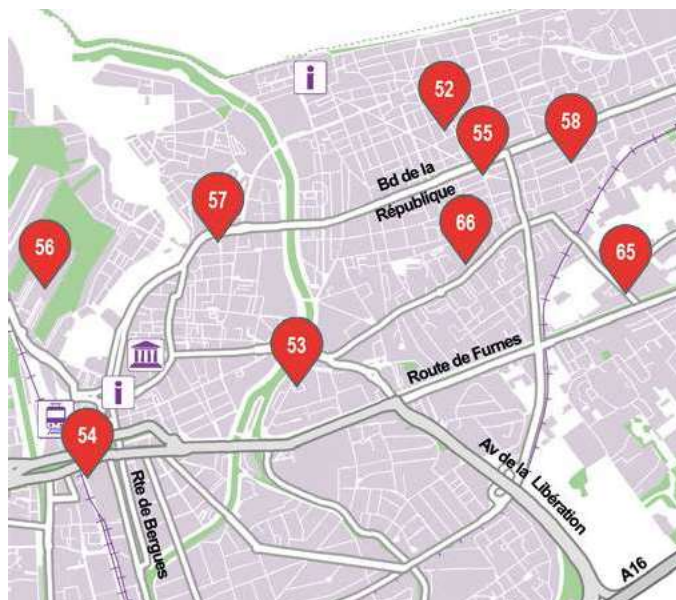 i
52
58
55
Bd de la
République
57
66
56
65
53
Route de Furnes
i
54
Rte de Bergues
Av de la Libération
A16